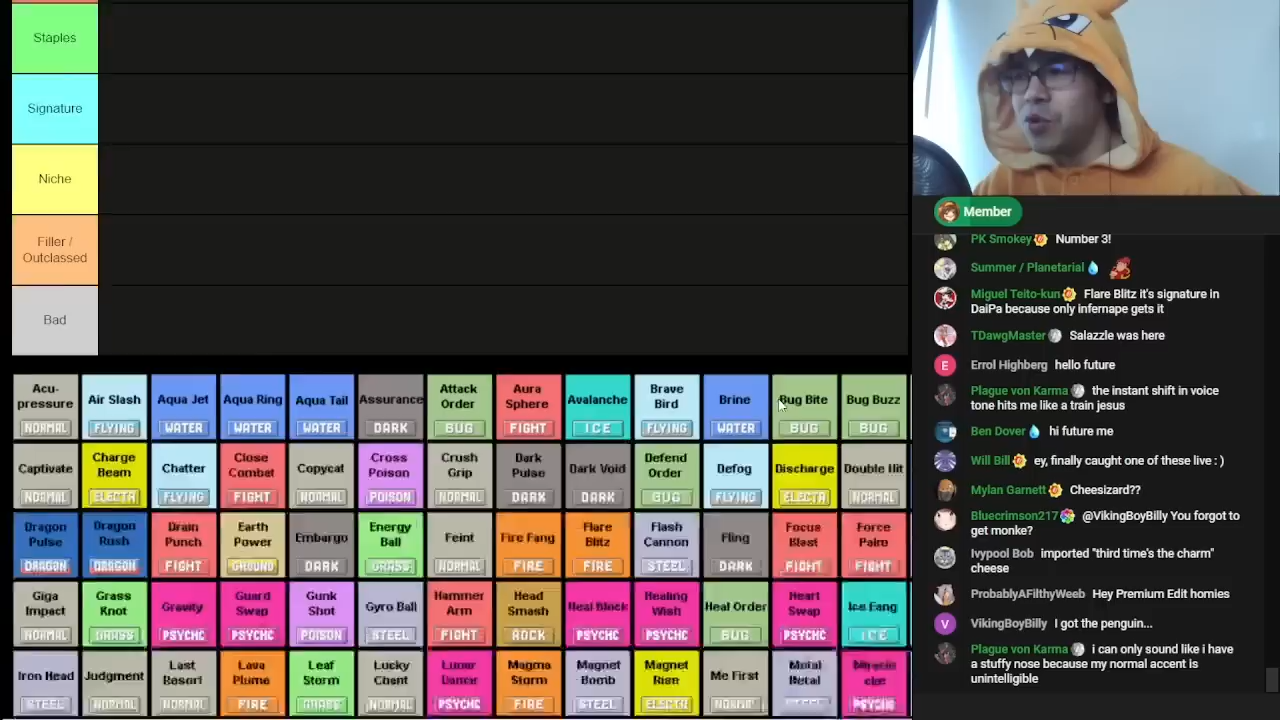 Staples
Signature
Niche
Filler /
Outclassed
Bad
Acu-
pressure
NORMAL
Air Slash
FLYING
Aqua Jet
WATER
Aqua Ring
WATER
Aqua Tail
WATER
Assurance
DARK
Attack
Order
BUG
Aura
Sphere
FIGHT
Avalanche
ICE
Brave
Bird
FLYING
Brine
WATER
Bug Bite
BUG
Bug Buzz
BUG
Captivate
NORMAL
Charge
Beam
ELECTR
Chatter
FLYING
Close
Combat
FIGHT
Copycat
NORMAL
Cross
Poison
POISON
Crush
Grip
NORMAL
Dark
Pulse
DARK
Dark Void
DARK
Defend
Order
BUG
Defog
FLYING
Discharge
ELECTR
Double Hit
NORMAL
Dragon
Pulse
DRAGON
Dragon
Rush
DRAGON
Drain
Punch
FIGHT
Earth
Power
GROUND
Embargo
DARK
Energy
Ball
GRASS
Feint
NORMAL
Fire Fang
FIRE
Flare
Blitz
FIRE
Flash
Cannon
STEEL
Fling
DARK
Focus
Blast
FIGHT
Force
Palm
FIGHT
Giga
Impact
NORMAL
Grass
Knot
GRASS
Gravity
PSYCHC
Guard
Swap
PSYCHC
Gunk
Shot
POISON
Gyro Ball
STEEL
Hammer
Arm
FIGHT
Head
Smash
ROCK
Heal Block
PSYCHC
Healing
Wish
PSYCHC
Heal Order
BUG
Heart
Swap
PSYCHC
Ice Fang
ICE
Iron Head
STEEL
Judgment
NORMAL
Last
Resort
NORMAL
Lava
Plume
FIRE
Leaf
Storm
GRASS
Lucky
Chant
NORMAL
Lunar
Dance
PSYCHC
Magma
Storm
FIRE
Magnet
Bomb
STEEL
Magnet
Rise
ELECTR
Me First
NORMAL
Metal
STEEL
Miracle
PSYCHC
Member
PK Smokey Number 3!
Summer / Planetarial
Miguel Teito-kun Flare Blitz it's signature in
DaiPa because only infernape gets it
TDawgMaster Salazzle was here
E
Errol Highberg hello future
Plague von Karma the instant shift in voice
tone hits me like a train jesus
Ben Dover hi future me
Will Bill ey, finally caught one of these live : )
Mylan Garnett Cheesizard??
Bluecrimson217 @VikingBoyBilly You forgot to
get monke?
Ivypool Bob imported "third time's the charm"
cheese
ProbablyAFilthyWeeb Hey Premium Edit homies
V
VikingBoyBilly I got the penguin...
Plague von Karma i can only sound like i have
a stuffy nose because my normal accent is
unintelligible